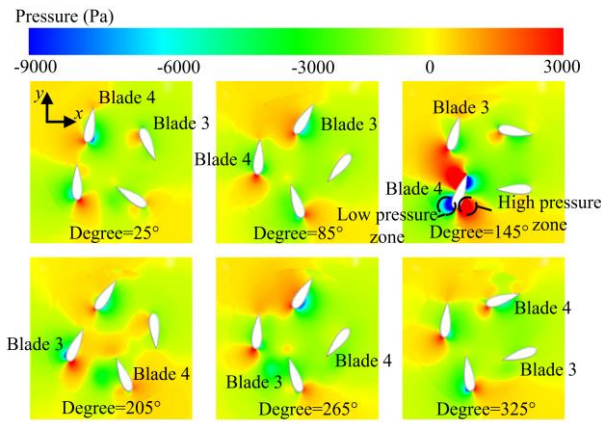 Pressure (Pa)
-9000 -6000 -3000 0 3000
y
x
Blade 4
Blade 3
Degree=25°
Blade 3
Blade 4
Degree=85°
Blade 3
Blade 4
Low pressure
zone
High pressure
zone
Degree=145°
Blade 3
Blade 4
Degree=205°
Blade 4
Blade 3
Degree=265°
Blade 4
Blade 3
Degree=325°